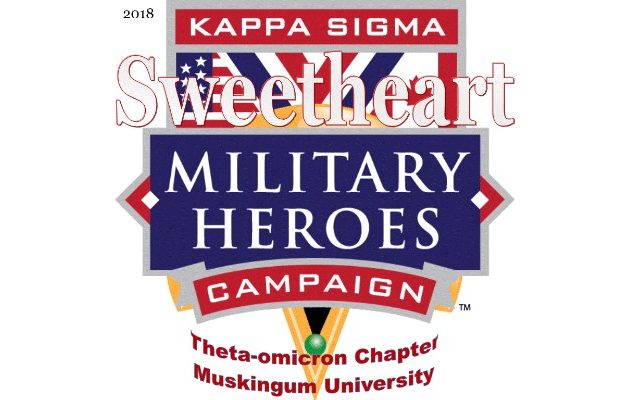 2018
KAPPA SIGMA
Sweetheart
MILITARY
HEROES
CAMPAIGN
TM
Theta-omicron Chapter
Muskingum University